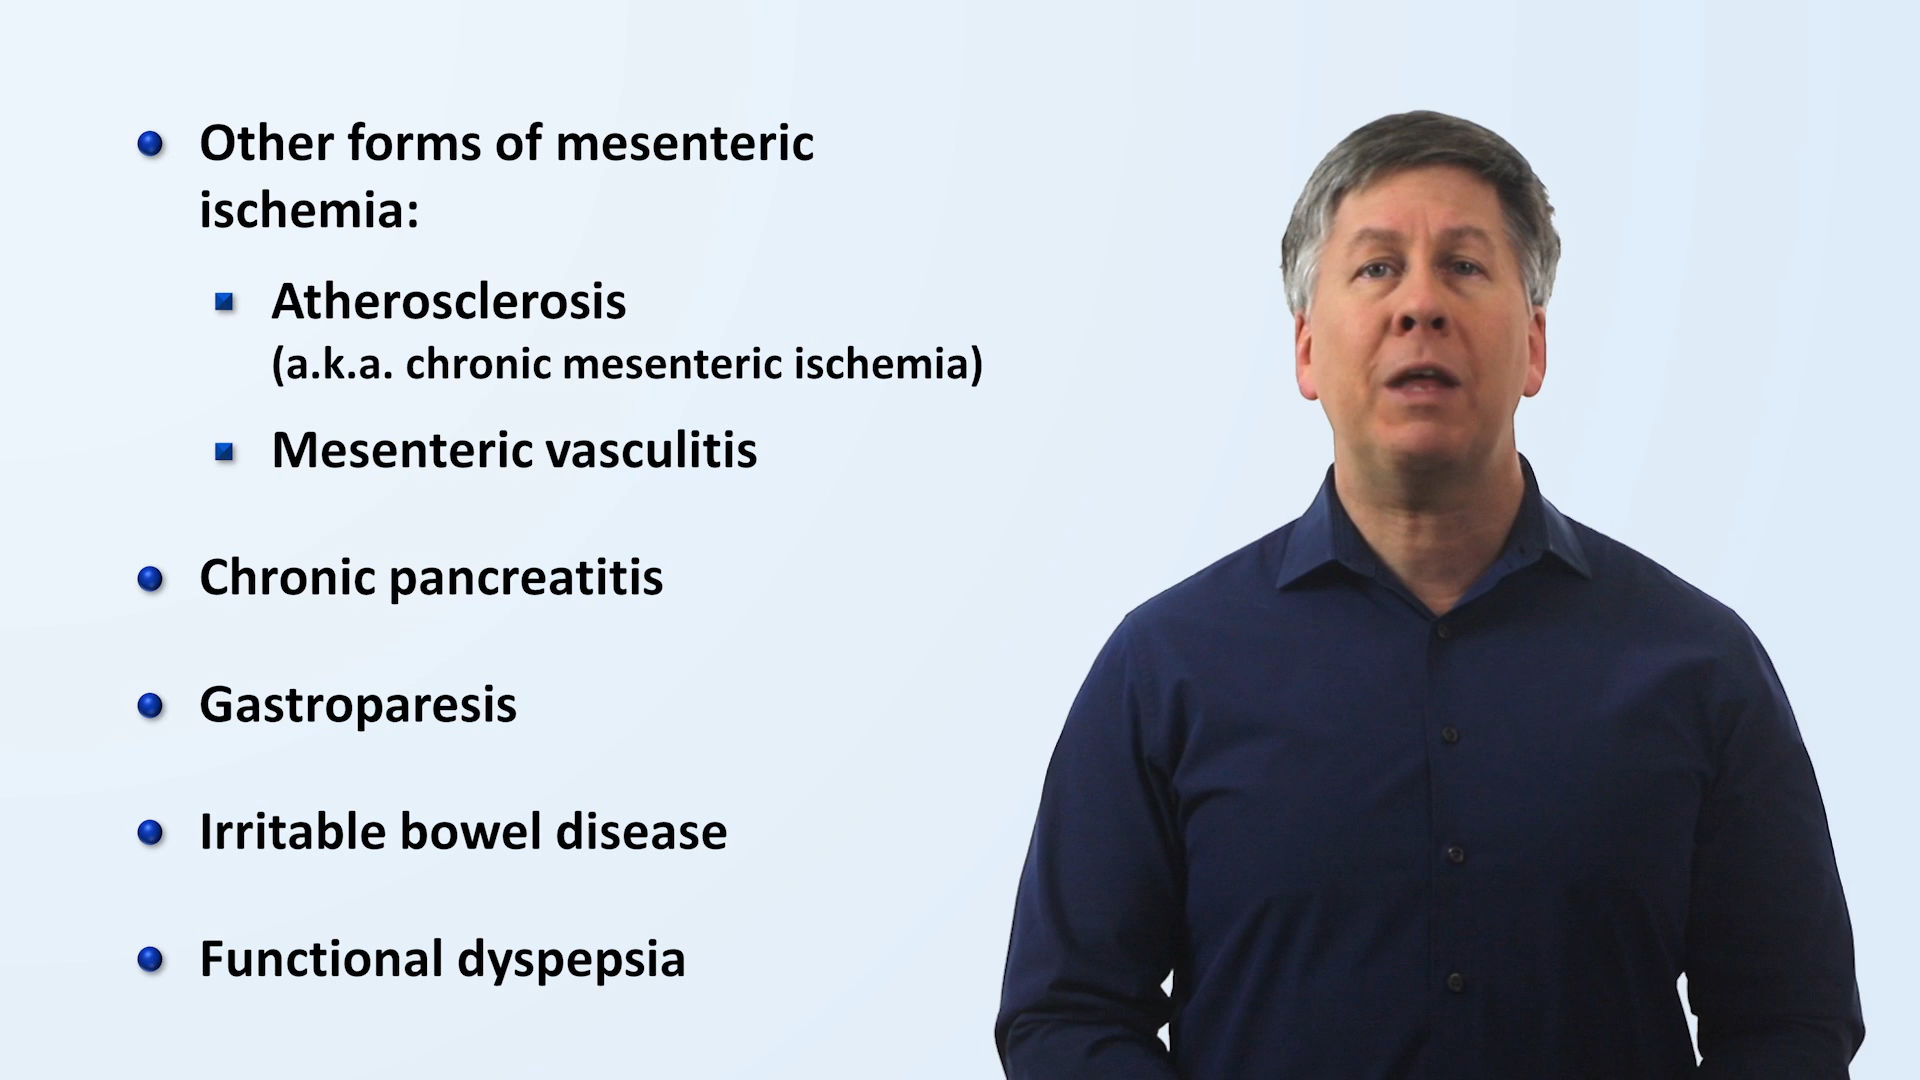 Other forms of mesenteric
ischemia:
Atherosclerosis
(a.k.a. chronic mesenteric ischemia)
Mesenteric vasculitis
Chronic pancreatitis
Gastroparesis
Irritable bowel disease
Functional dyspepsia